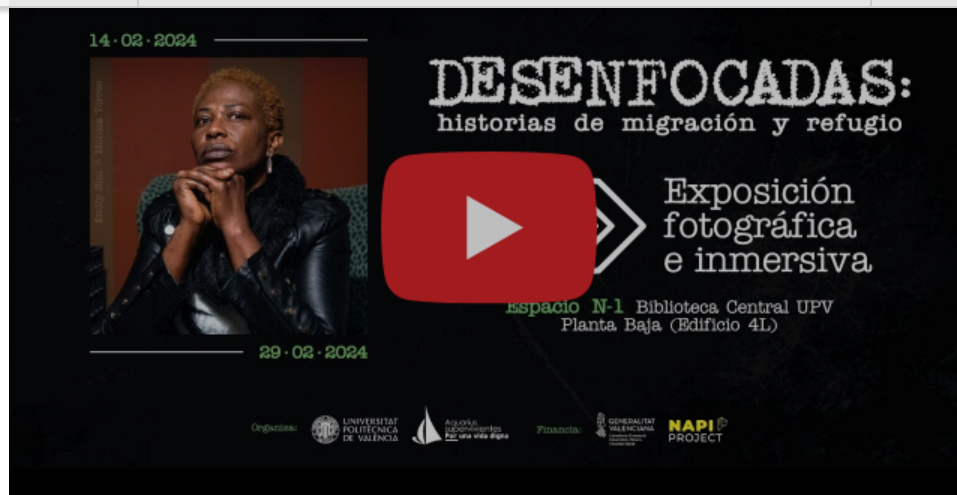 14·02·2024
DESENFOCADAS:
historias de migración y refugio
Exposición
fotográfica
e inmersiva
Espacio N-1 Biblioteca Central UPV
Planta Baja (Edificio 4L)
29·02·2024
Organiza:
UNIVERSITAT
POLITÈCNICA
DE VALÈNCIA
Aquarius
supervivientes
Por una vida digna
Financia:
GENERALITAT
VALENCIANA
NAPI
PROJECT